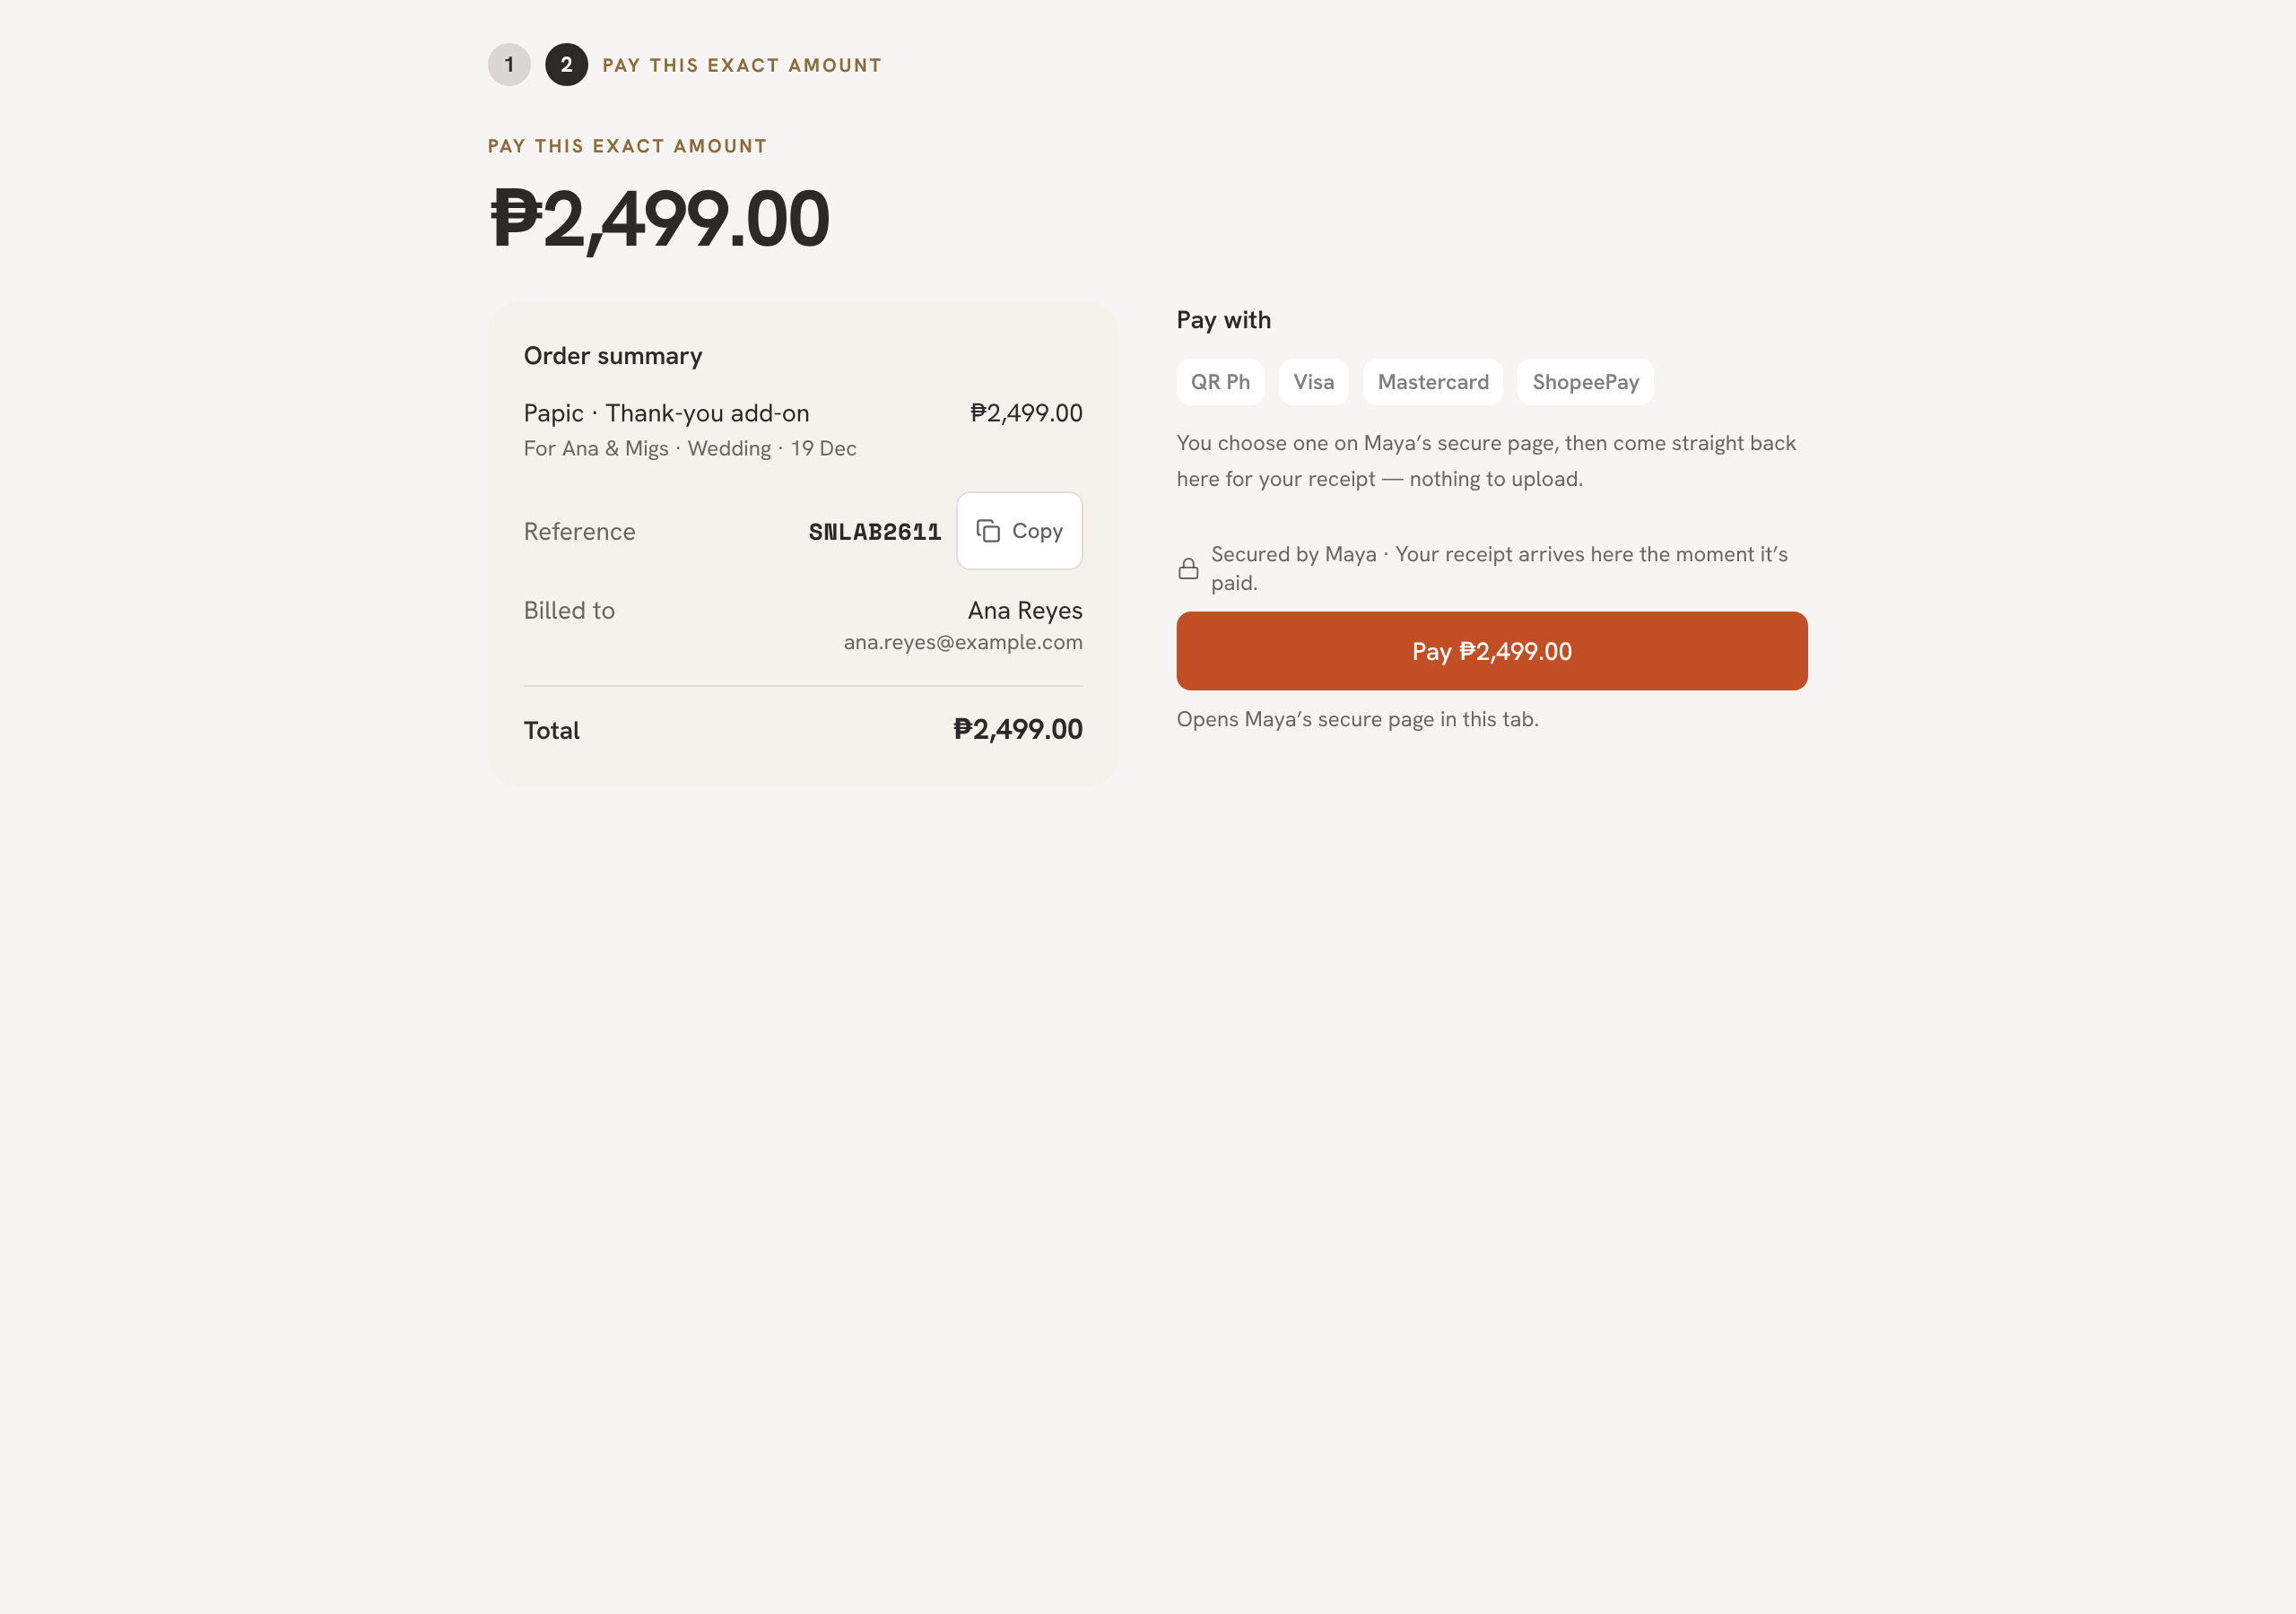 1 2 PAY THIS EXACT AMOUNT
PAY THIS EXACT AMOUNT
₱2,499.00
Order summary
Papic · Thank-you add-on ₱2,499.00
For Ana & Migs · Wedding · 19 Dec
Reference SNLAB2611 Copy
Billed to Ana Reyes
ana.reyes@example.com
Total ₱2,499.00
Pay with
QR Ph Visa Mastercard ShopeePay
You choose one on Maya’s secure page, then come straight back
here for your receipt — nothing to upload.
Secured by Maya · Your receipt arrives here the moment it’s
paid.
Pay ₱2,499.00
Opens Maya’s secure page in this tab.